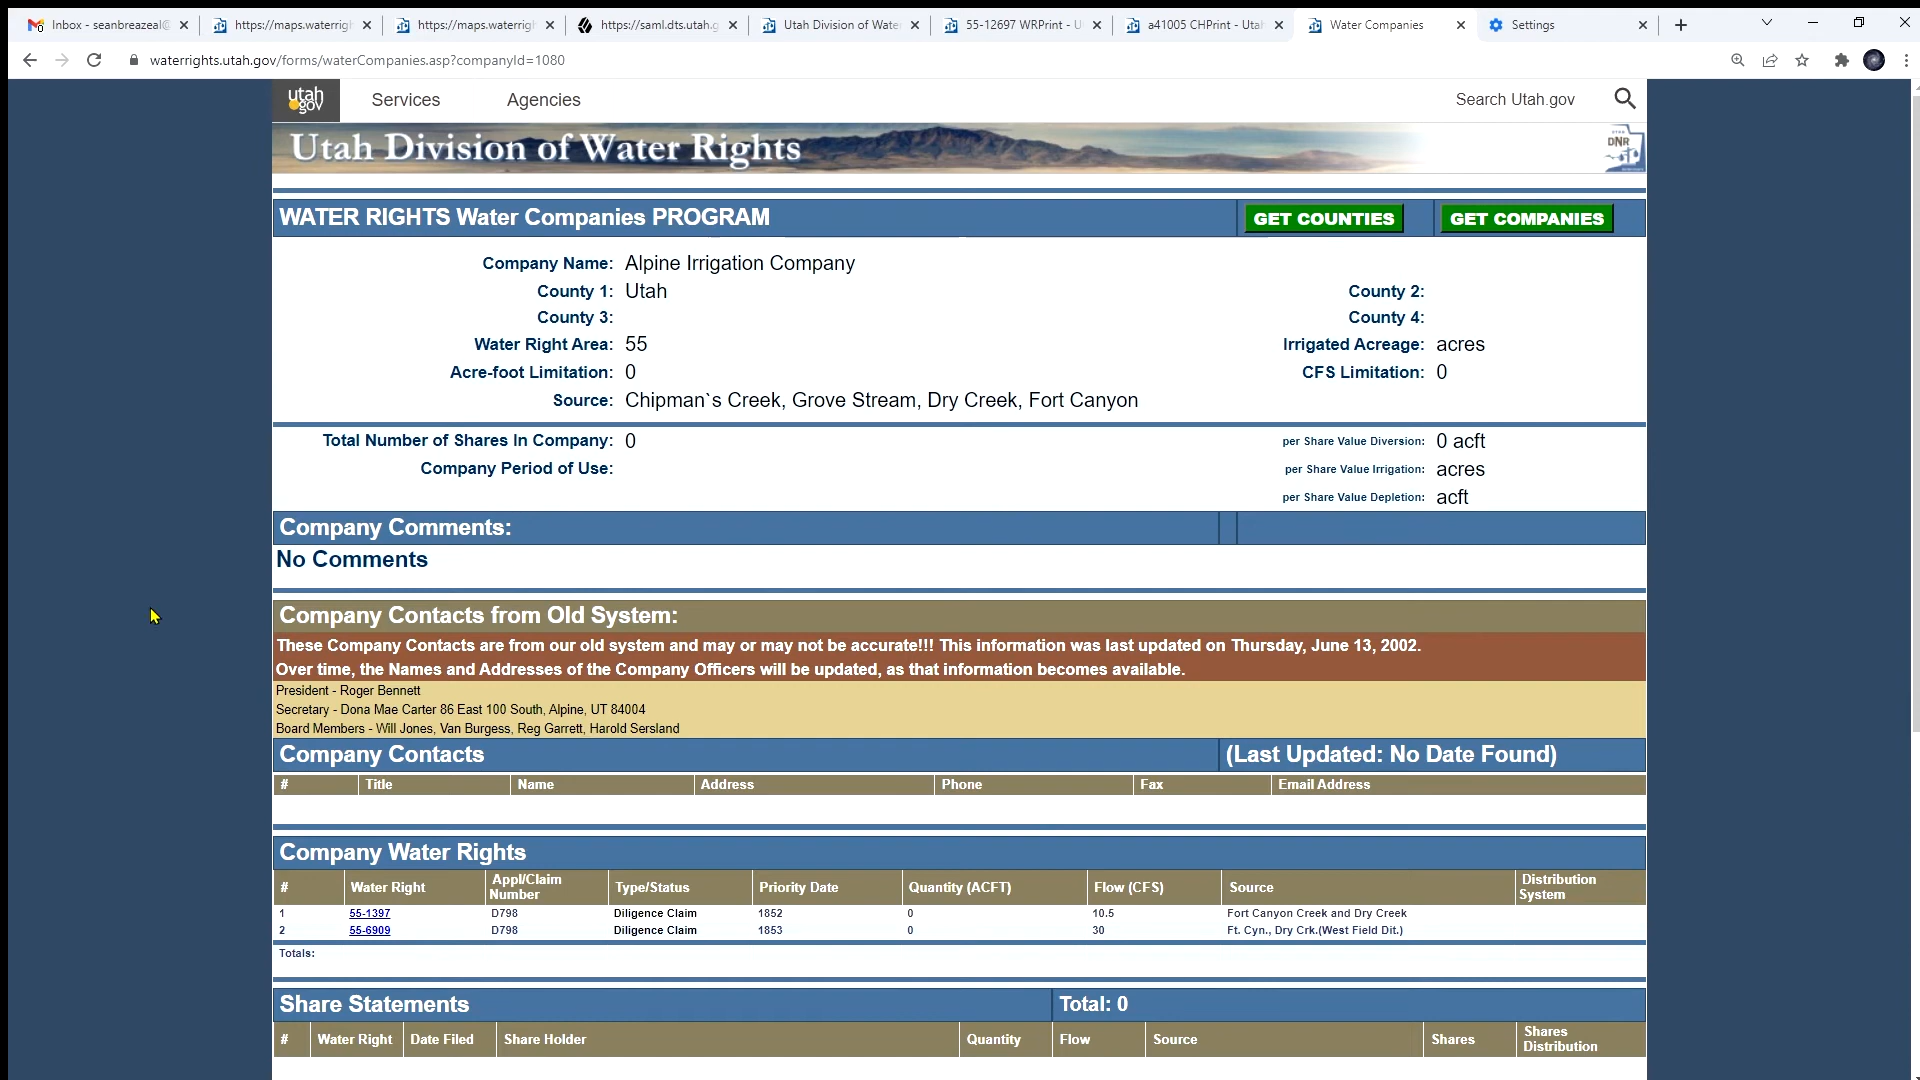 Inbox - seanbreazeal@
https://maps.waterrigh
https://maps.waterrigh
https://saml.dts.utah.g
Utah Division of Water
55-12697 WRPrint - U
a41005 CHPrint - Utah
Water Companies
Settings
waterrights.utah.gov/forms/waterCompanies.asp?companyId=1080
utah gov
Services
Agencies
Search Utah.gov
Utah Division of Water Rights
DNR
WATER RIGHTS Water Companies PROGRAM
GET COUNTIES
GET COMPANIES
Company Name: Alpine Irrigation Company
County 1: Utah
County 2:
County 3:
County 4:
Water Right Area: 55
Irrigated Acreage: acres
Acre-foot Limitation: 0
CFS Limitation: 0
Source: Chipman`s Creek, Grove Stream, Dry Creek, Fort Canyon
Total Number of Shares In Company: 0
per Share Value Diversion: 0 acft
Company Period of Use:
per Share Value Irrigation: acres
per Share Value Depletion: acft
Company Comments:
No Comments
Company Contacts from Old System:
These Company Contacts are from our old system and may or may not be accurate!!! This information was last updated on Thursday, June 13, 2002.
Over time, the Names and Addresses of the Company Officers will be updated, as that information becomes available.
President - Roger Bennett
Secretary - Dona Mae Carter 86 East 100 South, Alpine, UT 84004
Board Members - Will Jones, Van Burgess, Reg Garrett, Harold Sersland
Company Contacts (Last Updated: No Date Found)
# Title Name Address Phone Fax Email Address
Company Water Rights
# Water Right Appl/Claim Number Type/Status Priority Date Quantity (ACFT) Flow (CFS) Source Distribution System
1 55-1397 D798 Diligence Claim 1852 0 10.5 Fort Canyon Creek and Dry Creek
2 55-6909 D798 Diligence Claim 1853 0 30 Ft. Cyn., Dry Crk.(West Field Dit.)
Totals:
Share Statements Total: 0
# Water Right Date Filed Share Holder Quantity Flow Source Shares Shares Distribution